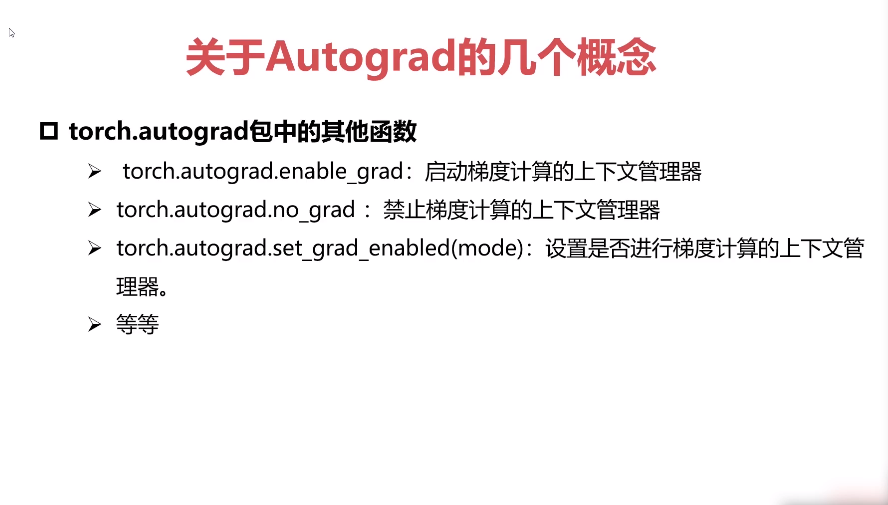 关于Autograd的几个概念
torch.autograd包中的其他函数
torch.autograd.enable_grad：启动梯度计算的上下文管理器
torch.autograd.no_grad ：禁止梯度计算的上下文管理器
torch.autograd.set_grad_enabled(mode)：设置是否进行梯度计算的上下文管
理器。
等等